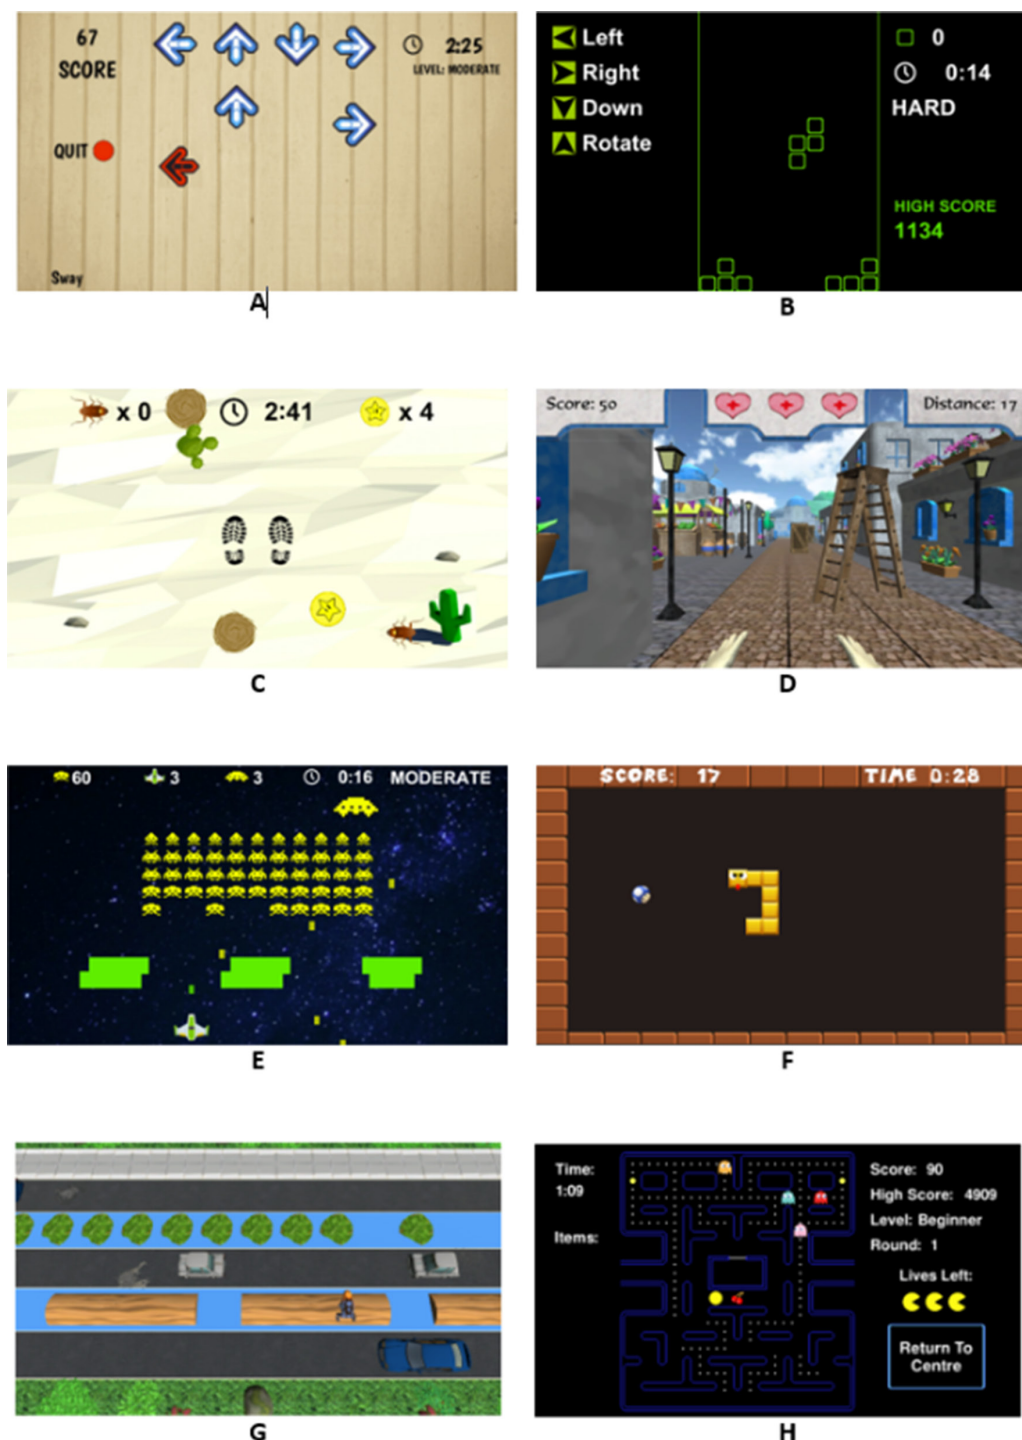 67
SCORE
2:25
LEVEL: MODERATE
QUIT
Sway
A
Left
Right
Down
Rotate
0
0:14
HARD
HIGH SCORE
1134
B
x 0
2:41
x 4
C
Score: 50
Distance: 17
D
60
3
3
0:16
MODERATE
E
SCORE: 17
TIME 0:28
F
G
Time:
1:09
Items:
Score: 90
High Score: 4909
Level: Beginner
Round: 1
Lives Left:
Return To
Centre
H